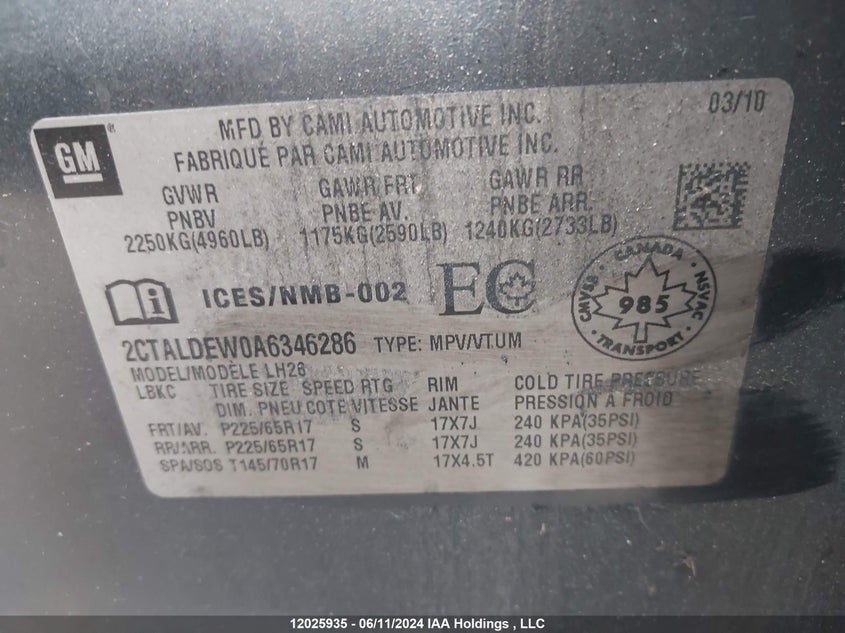 03/10
GM
MFD BY CAMI AUTOMOTIVE INC.
FABRIQUÉ PAR CAMI AUTOMOTIVE INC.
GVWR GAWR FRT GAWR RR
PNBV PNBE AV. PNBE ARR.
2250KG(4960LB) 1175KG(2590LB) 1240KG(2733LB)
ICES/NMB-002 EC
CANADA
CMVSS 985 NSVAC
TRANSPORT
2CTALDEW0A6346286 TYPE: MPV/VTUM
MODEL/MODÈLE LH26
LBKC TIRE SIZE SPEED RTG RIM COLD TIRE PRESSURE
DIM. PNEU COTE VITESSE JANTE PRESSION À FROID
FRT/AV. P225/65R17 S 17X7J 240 KPA(35PSI)
RR/ARR. P225/65R17 S 17X7J 240 KPA(35PSI)
SPA/SOS T145/70R17 M 17X4.5T 420 KPA(60PSI)
12025935 - 06/11/2024 IAA Holdings , LLC